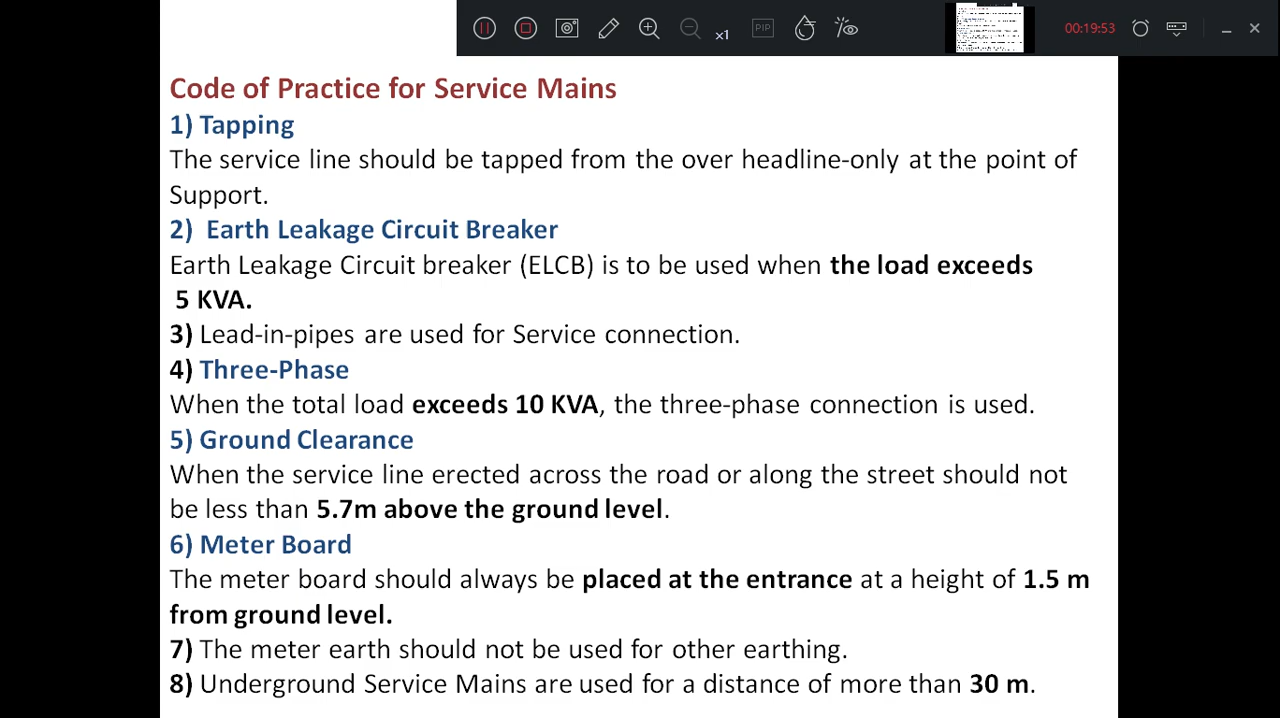 x1
PIP
00:19:53
Code of Practice for Service Mains
1) Tapping
The service line should be tapped from the over headline-only at the point of
Support.
2) Earth Leakage Circuit Breaker
Earth Leakage Circuit breaker (ELCB) is to be used when the load exceeds
5 KVA.
3) Lead-in-pipes are used for Service connection.
4) Three-Phase
When the total load exceeds 10 KVA, the three-phase connection is used.
5) Ground Clearance
When the service line erected across the road or along the street should not
be less than 5.7m above the ground level.
6) Meter Board
The meter board should always be placed at the entrance at a height of 1.5 m
from ground level.
7) The meter earth should not be used for other earthing.
8) Underground Service Mains are used for a distance of more than 30 m.